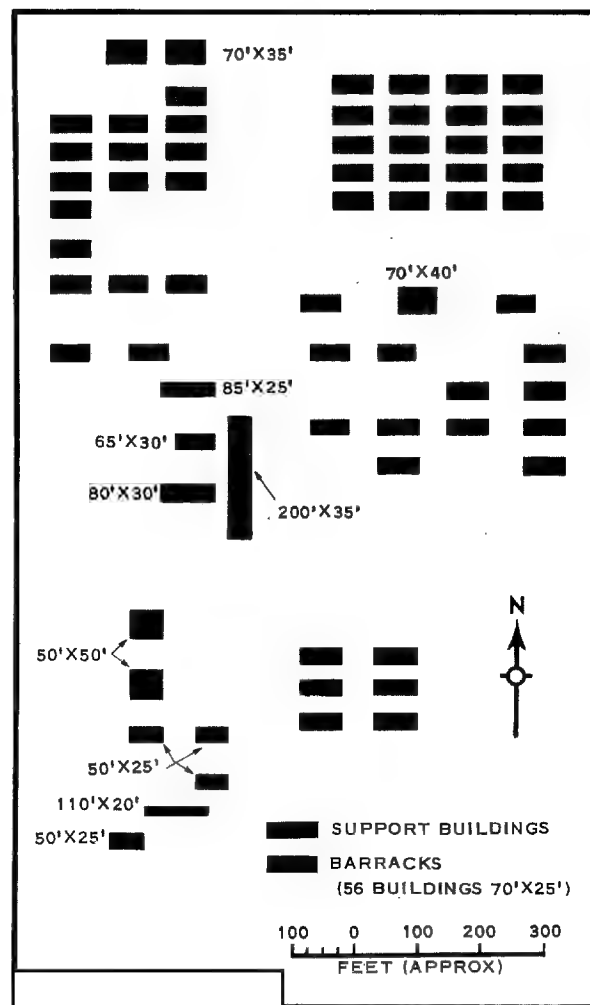 70'X35'
70'X40'
85'X25'
65'X30'
80'X30'
200'X35'
50'X50'
N
50'X25'
110'X20'
50'X25'
SUPPORT BUILDINGS
BARRACKS
(56 BUILDINGS 70'X25')
100 0 100 200 300
FEET (APPROX)